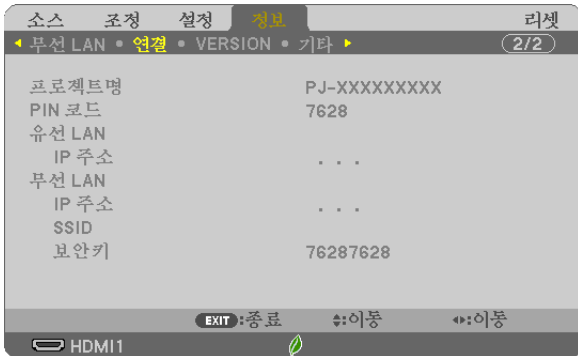 소스 조정 설정 정보 리셋
무선 LAN • 연결 • VERSION • 기타 2/2
프로젝트명 PJ-XXXXXXXXX
PIN 코드 7628
유선 LAN
IP 주소 . . .
무선 LAN
IP 주소 . . .
SSID
보안키 76287628
EXIT :종료 :이동 :이동
HDMI1